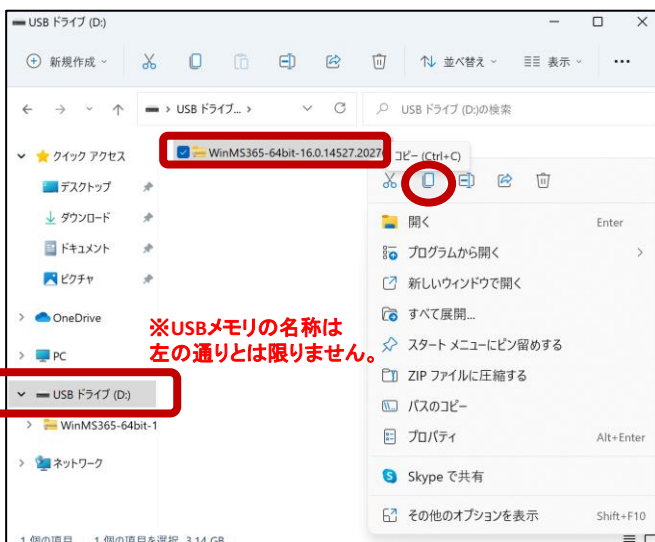 USB ドライブ (D:)
新規作成
並べ替え
表示
USB ドライブ...
USB ドライブ (D:)の検索
クイック アクセス
デスクトップ
ダウンロード
ドキュメント
ピクチャ
OneDrive
PC
USB ドライブ (D:)
WinMS365-64bit-1
ネットワーク
WinMS365-64bit-16.0.14527.2027
コピー (Ctrl+C)
開く Enter
プログラムから開く
新しいウィンドウで開く
すべて展開...
スタート メニューにピン留めする
ZIP ファイルに圧縮する
パスのコピー
プロパティ Alt+Enter
Skype で共有
その他のオプションを表示 Shift+F10
※USBメモリの名称は
左の通りとは限りません。
1 個の項目 1 個の項目を選択 3.14 GB